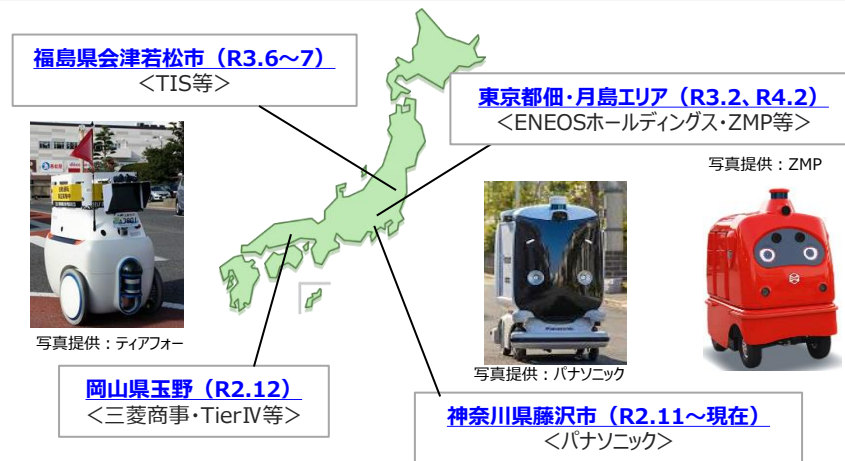 福島県会津若松市（R3.6～7）
＜TIS等＞
東京都佃・月島エリア（R3.2、R4.2）
＜ENEOSホールディングス・ZMP等＞
写真提供：ZMP
写真提供：ティアフォー
写真提供：パナソニック
岡山県玉野（R2.12）
＜三菱商事・TierⅣ等＞
神奈川県藤沢市（R2.11～現在）
＜パナソニック＞
Panasonic